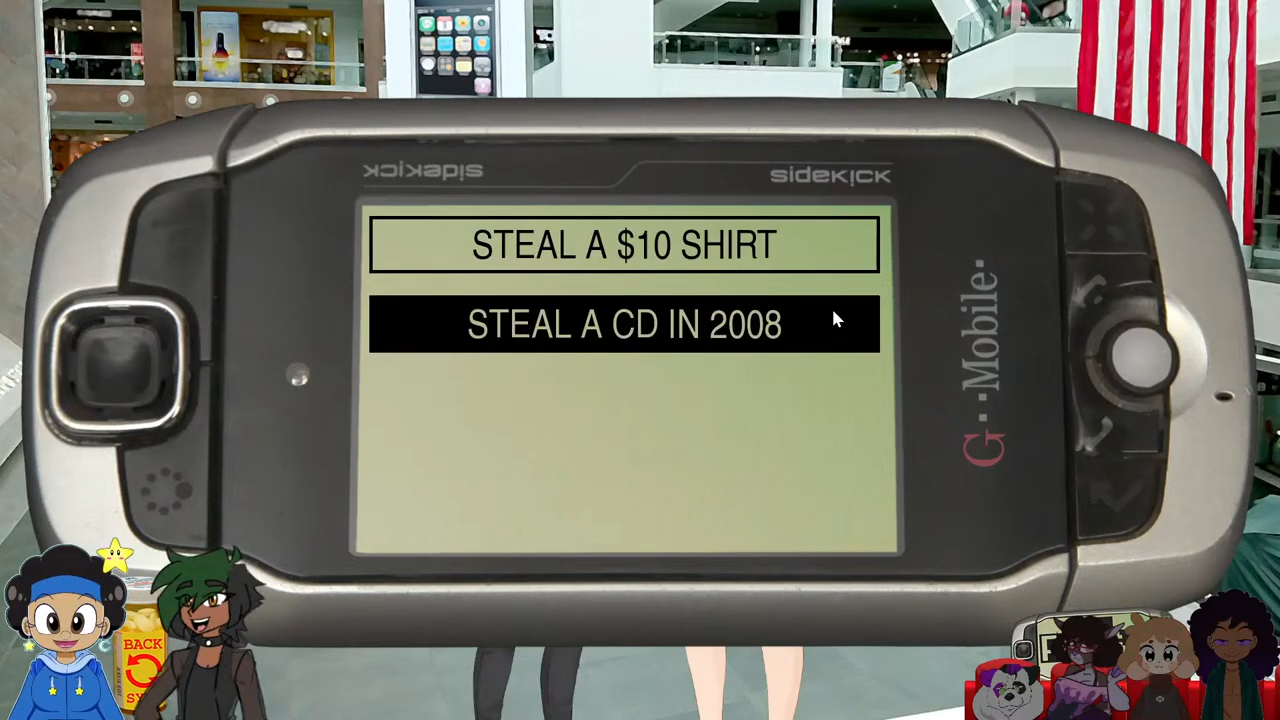 sidekick
sidekick
STEAL A $10 SHIRT
STEAL A CD IN 2008
G··Mobile·
BACK